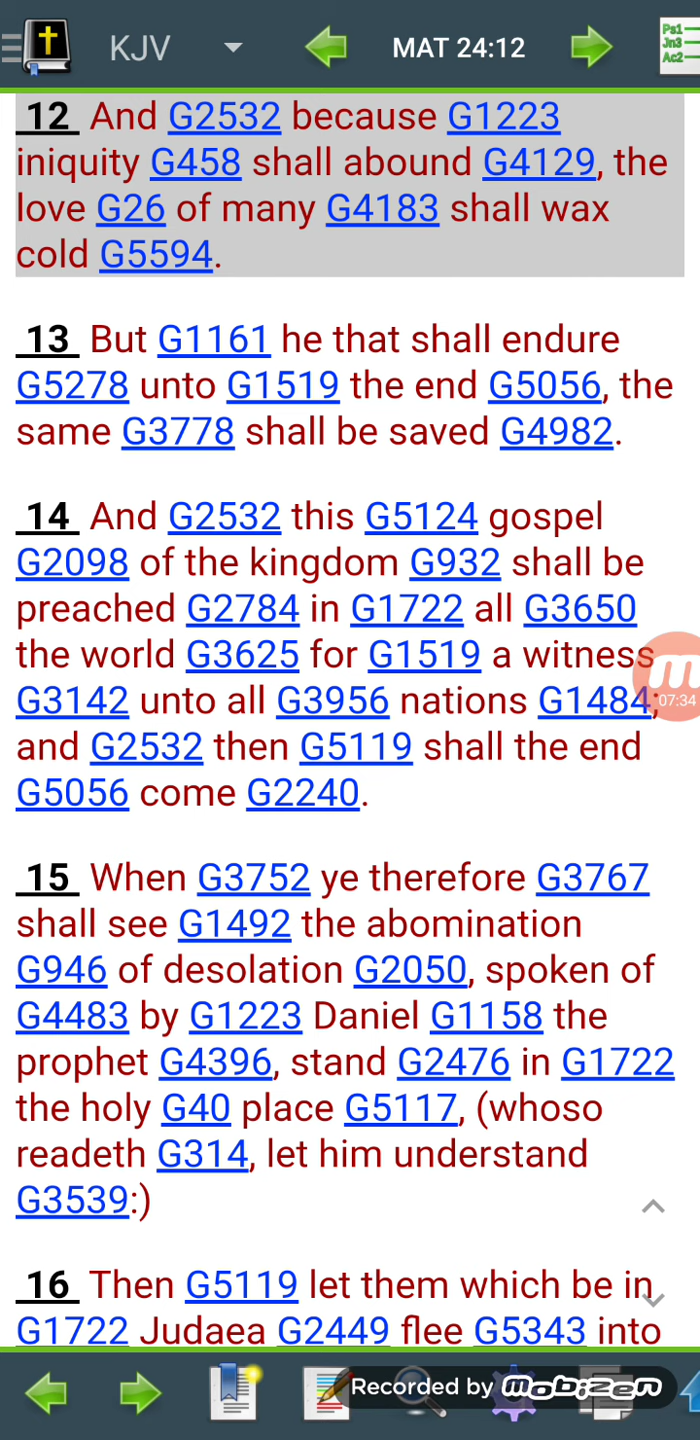 KJV MAT 24:12 Ps1
Jn3
Ac2
12 And G2532 because G1223
iniquity G458 shall abound G4129, the
love G26 of many G4183 shall wax
cold G5594.
13 But G1161 he that shall endure
G5278 unto G1519 the end G5056, the
same G3778 shall be saved G4982.
14 And G2532 this G5124 gospel
G2098 of the kingdom G932 shall be
preached G2784 in G1722 all G3650
the world G3625 for G1519 a witness
G3142 unto all G3956 nations G1484;
07:34
and G2532 then G5119 shall the end
G5056 come G2240.
15 When G3752 ye therefore G3767
shall see G1492 the abomination
G946 of desolation G2050, spoken of
G4483 by G1223 Daniel G1158 the
prophet G4396, stand G2476 in G1722
the holy G40 place G5117, (whoso
readeth G314, let him understand
G3539:)
16 Then G5119 let them which be in
G1722 Judaea G2449 flee G5343 into
Recorded by mobizen